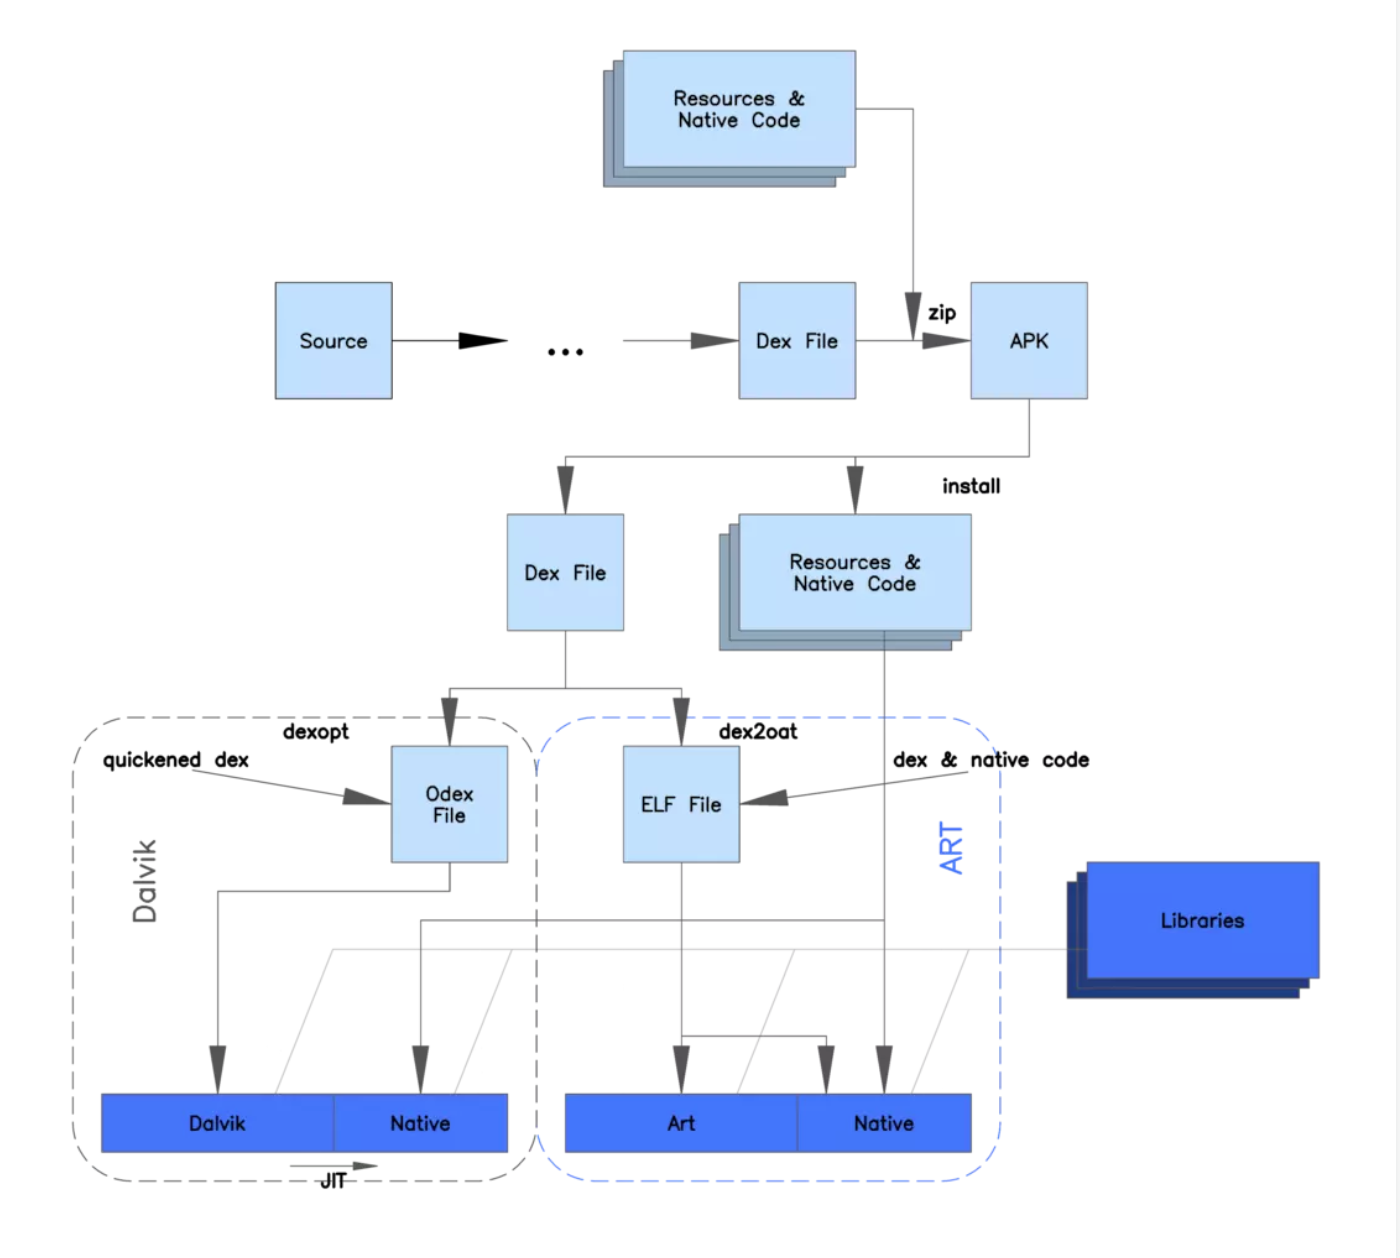 Resources &
Native Code
zip
Source
...
Dex File
APK
install
Dex File
Resources &
Native Code
dexopt
dex2oat
quickened dex
dex & native code
Odex
File
ELF File
Dalvik
ART
Libraries
Dalvik
Native
Art
Native
JIT